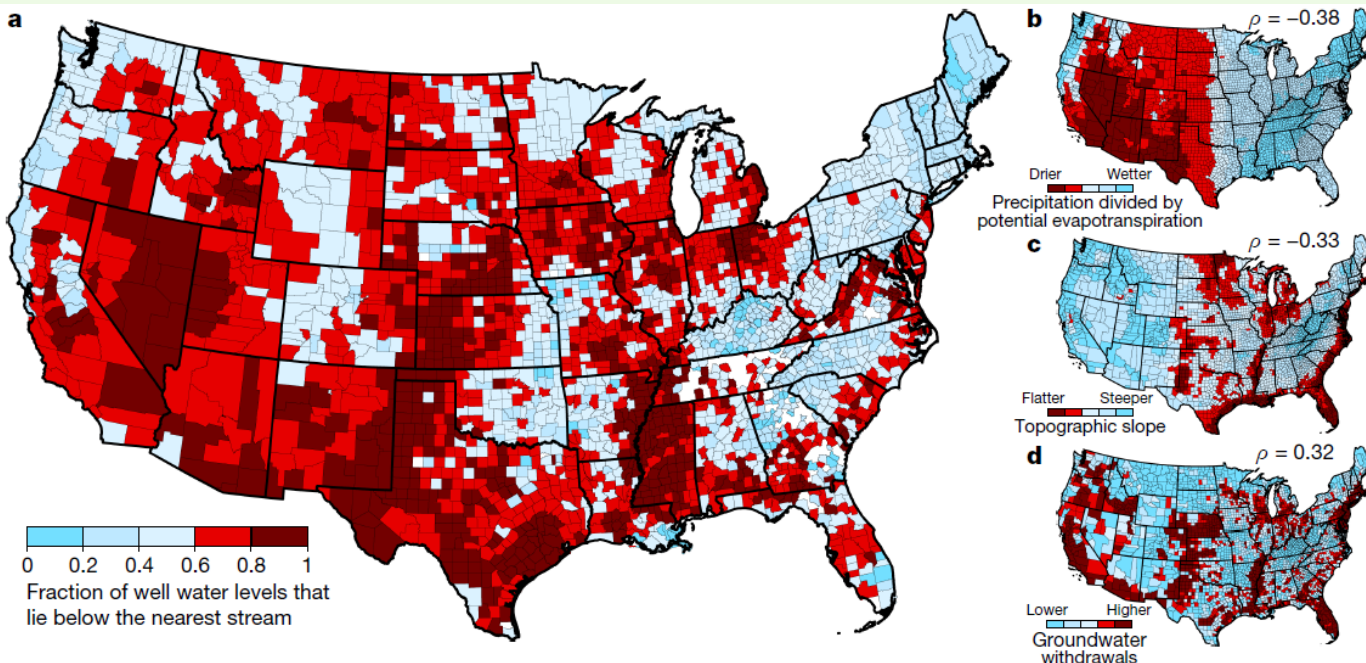 a
0 0.2 0.4 0.6 0.8 1
Fraction of well water levels that
lie below the nearest stream
b
ρ = −0.38
Drier Wetter
Precipitation divided by
potential evapotranspiration
c
ρ = −0.33
Flatter Steeper
Topographic slope
d
ρ = 0.32
Lower Higher
Groundwater
withdrawals